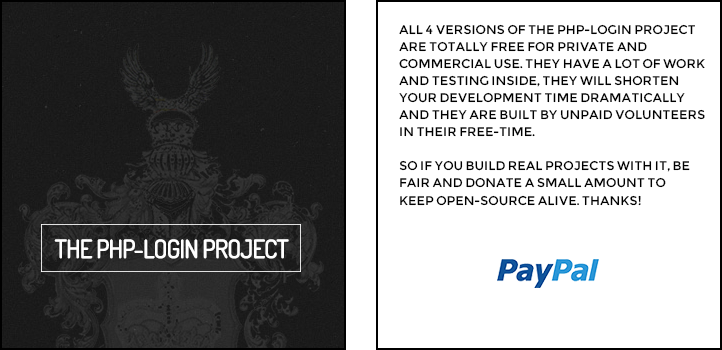 THE PHP-LOGIN PROJECT
ALL 4 VERSIONS OF THE PHP-LOGIN PROJECT
ARE TOTALLY FREE FOR PRIVATE AND
COMMERCIAL USE. THEY HAVE A LOT OF WORK
AND TESTING INSIDE, THEY WILL SHORTEN
YOUR DEVELOPMENT TIME DRAMATICALLY
AND THEY ARE BUILT BY UNPAID VOLUNTEERS
IN THEIR FREE-TIME.
SO IF YOU BUILD REAL PROJECTS WITH IT, BE
FAIR AND DONATE A SMALL AMOUNT TO
KEEP OPEN-SOURCE ALIVE. THANKS!
PayPal